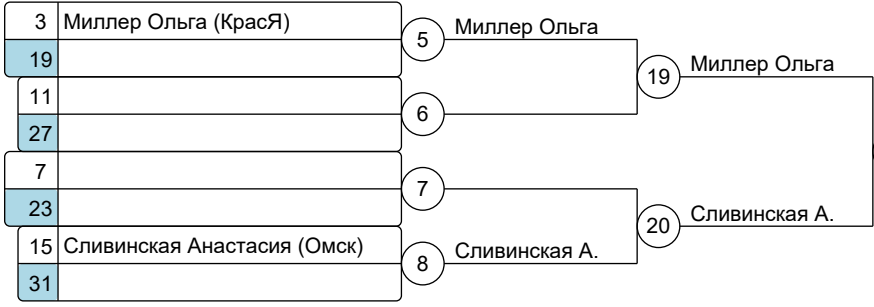 3 Миллер Ольга (КрасЯ)
5 Миллер Ольга
19
19 Миллер Ольга
11
6
27
7
7
23
20 Сливинская А.
15 Сливинская Анастасия (Омск)
8 Сливинская А.
31